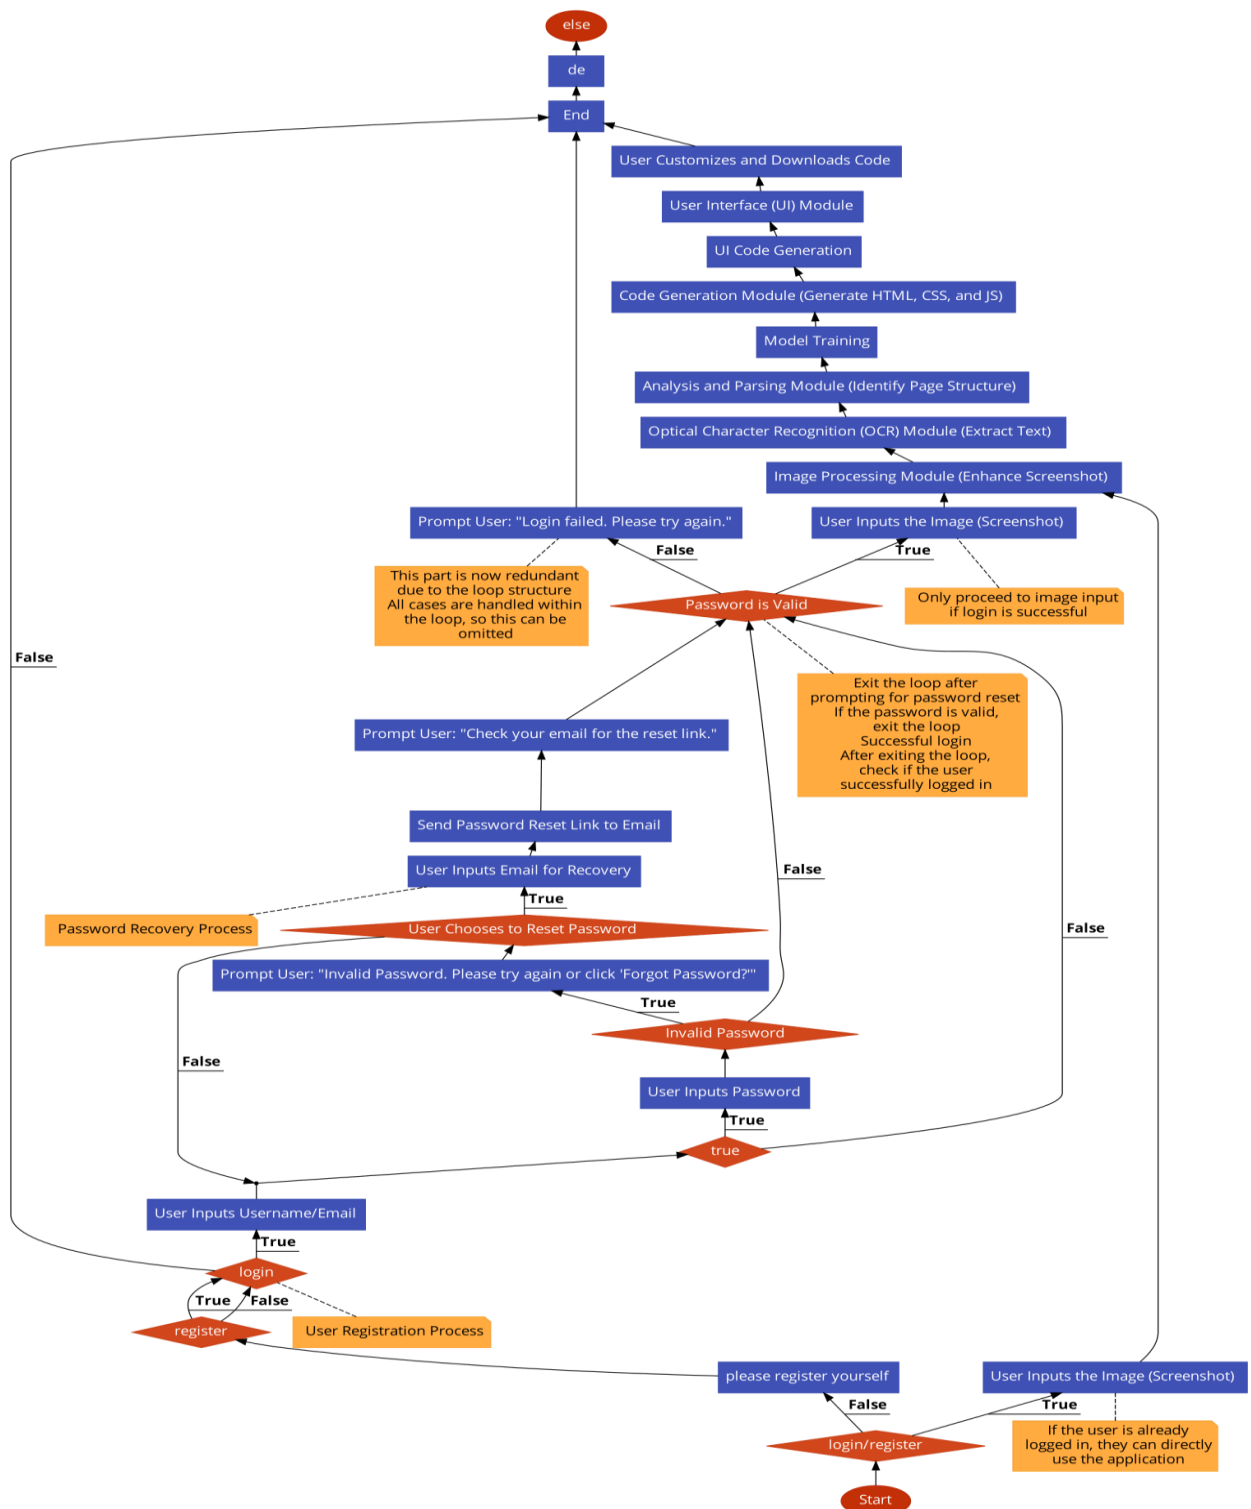 else
de
End
User Customizes and Downloads Code
User Interface (UI) Module
UI Code Generation
Code Generation Module (Generate HTML, CSS, and JS)
Model Training
Analysis and Parsing Module (Identify Page Structure)
Optical Character Recognition (OCR) Module (Extract Text)
Image Processing Module (Enhance Screenshot)
Prompt User: "Login failed. Please try again."
User Inputs the Image (Screenshot)
False
True
This part is now redundant
due to the loop structure
All cases are handled within
the loop, so this can be
omitted
Password is Valid
Only proceed to image input
if login is successful
False
Exit the loop after
prompting for password reset
If the password is valid,
exit the loop
Successful login
After exiting the loop,
check if the user
successfully logged in
Prompt User: "Check your email for the reset link."
Send Password Reset Link to Email
User Inputs Email for Recovery
False
True
Password Recovery Process
User Chooses to Reset Password
False
Prompt User: "Invalid Password. Please try again or click 'Forgot Password?'"
True
Invalid Password
False
User Inputs Password
True
true
User Inputs Username/Email
True
login
True
False
User Registration Process
register
please register yourself
User Inputs the Image (Screenshot)
False
True
If the user is already
logged in, they can directly
use the application
login/register
Start